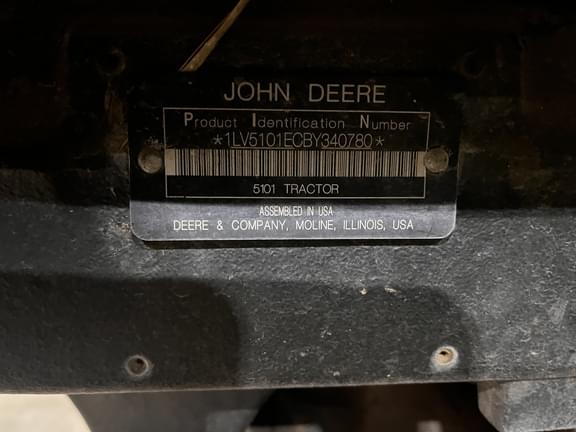 JOHN DEERE
Product Identification Number
*1LV5101ECBY340780*
5101 TRACTOR
ASSEMBLED IN USA
DEERE & COMPANY, MOLINE, ILLINOIS, USA